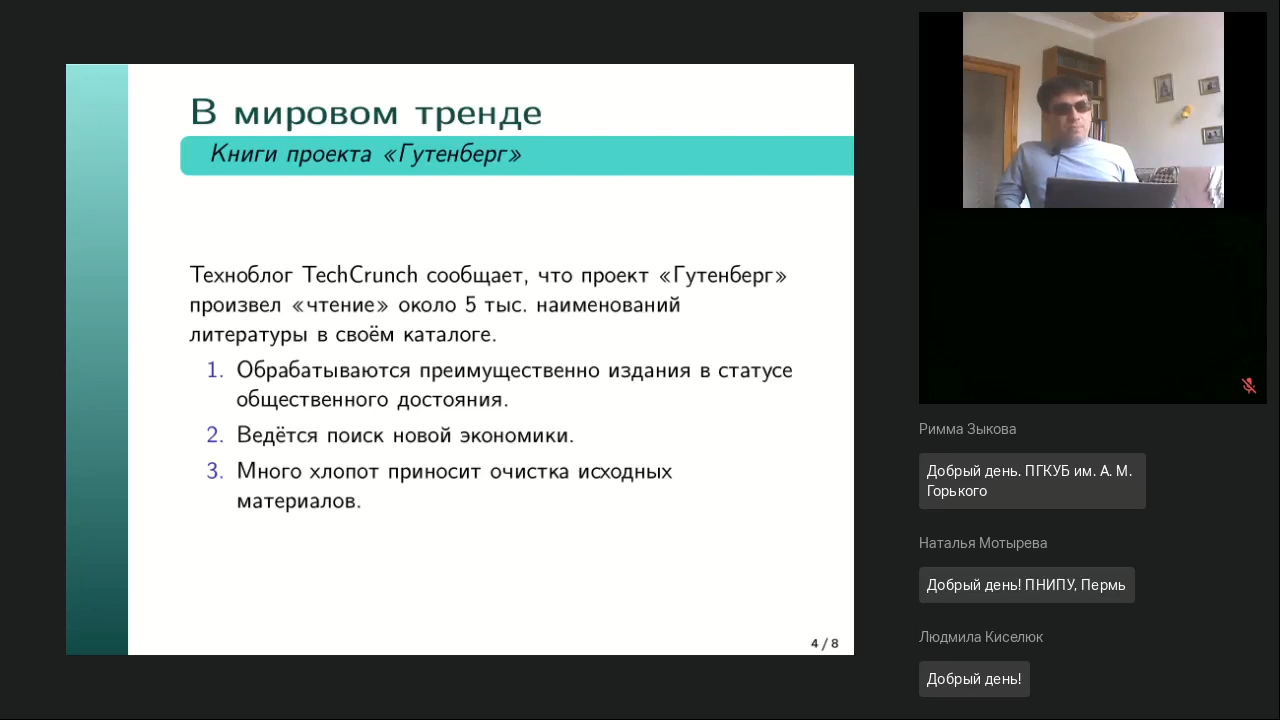 В мировом тренде
Книги проекта «Гутенберг»
Техноблог TechCrunch сообщает, что проект «Гутенберг»
произвел «чтение» около 5 тыс. наименований
литературы в своём каталоге.
1. Обрабатываются преимущественно издания в статусе
общественного достояния.
2. Ведётся поиск новой экономики.
3. Много хлопот приносит очистка исходных
материалов.
4 / 8
Римма Зыкова
Добрый день. ПГКУБ им. А. М.
Горького
Наталья Мотырева
Добрый день! ПНИПУ, Пермь
Людмила Киселюк
Добрый день!